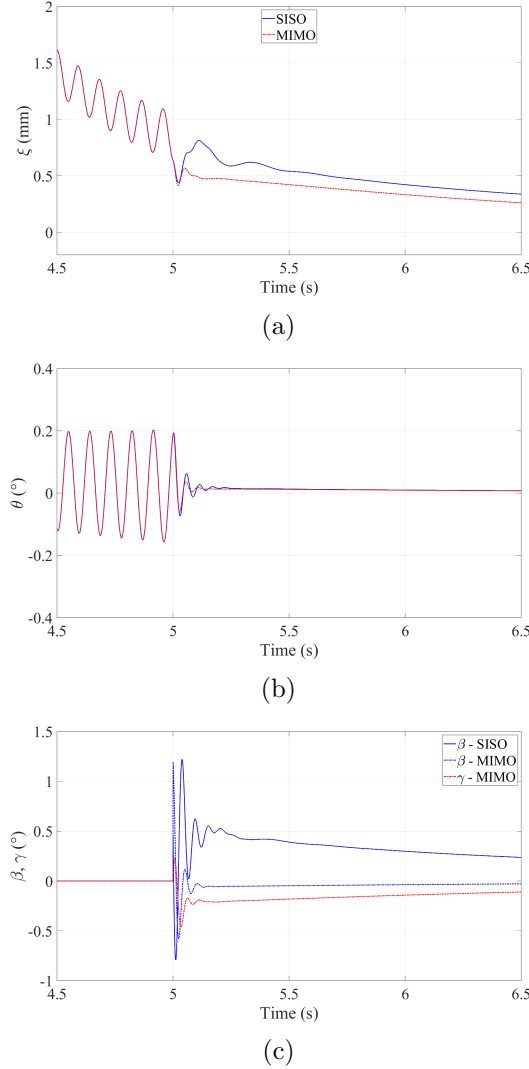 2
1.5
1
0.5
0
ξ (mm)
SISO
MIMO
4.5 5 5.5 6 6.5
Time (s)
(a)
0.4
0.2
0
-0.2
-0.4
θ (°)
4.5 5 5.5 6 6.5
Time (s)
(b)
1.5
1
0.5
0
-0.5
-1
β, γ (°)
β - SISO
β - MIMO
γ - MIMO
4.5 5 5.5 6 6.5
Time (s)
(c)